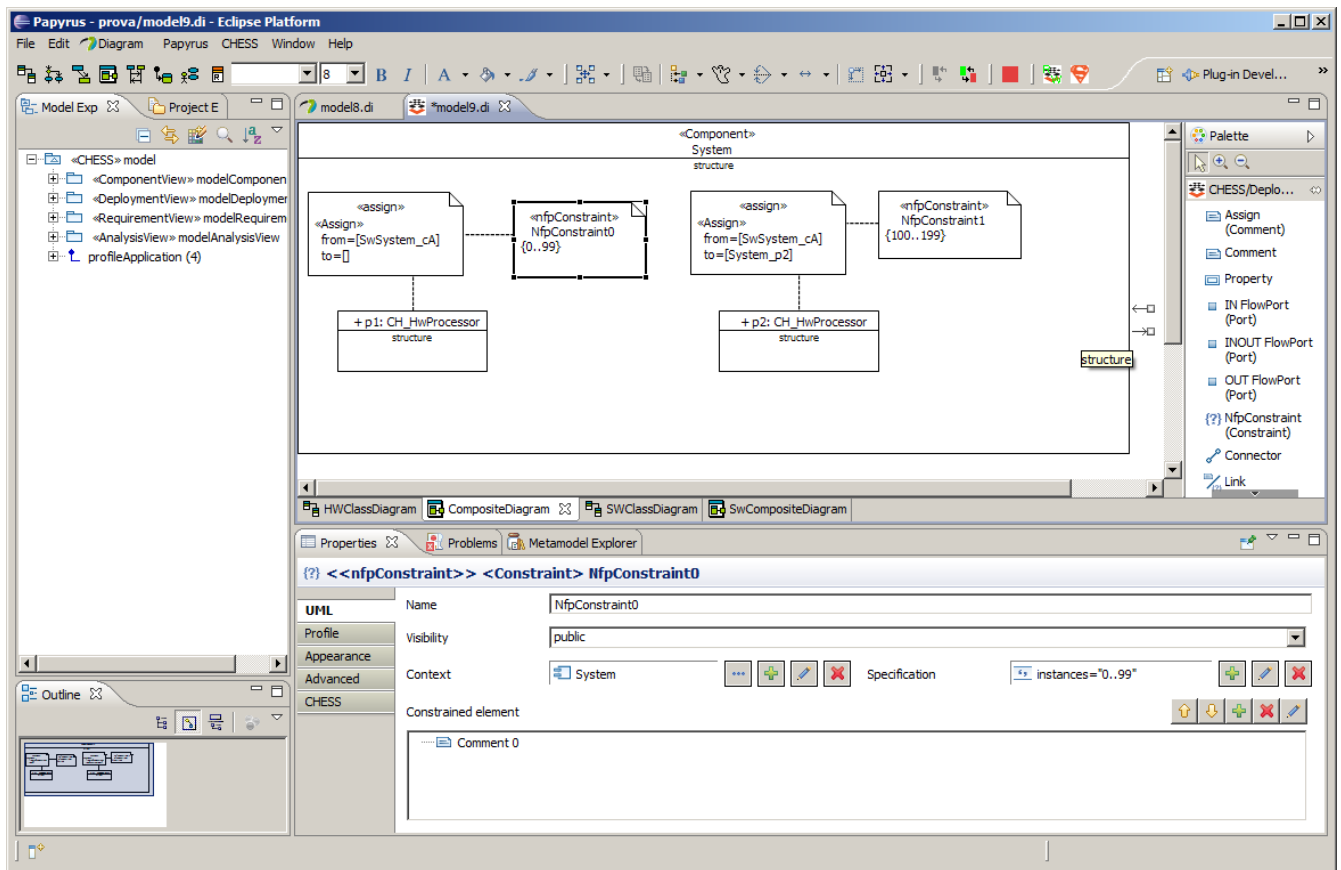 Papyrus - prova/model9.di - Eclipse Platform
File Edit Diagram Papyrus CHESS Window Help
8 B I A Plug-in Devel... »
Model Exp Project E
«CHESS» model
«ComponentView» modelComponen
«DeploymentView» modelDeploymer
«RequirementView» modelRequirem
«AnalysisView» modelAnalysisView
profileApplication (4)
model8.di *model9.di
«Component»
System
structure
«assign»
«Assign»
from=[SwSystem_cA]
to=[]
«nfpConstraint»
NfpConstraint0
{0..99}
«assign»
«Assign»
from=[SwSystem_cA]
to=[System_p2]
«nfpConstraint»
NfpConstraint1
{100..199}
+ p1: CH_HwProcessor
structure
+ p2: CH_HwProcessor
structure
structure
Palette
CHESS/Deplo...
Assign
(Comment)
Comment
Property
IN FlowPort
(Port)
INOUT FlowPort
(Port)
OUT FlowPort
(Port)
{?} NfpConstraint
(Constraint)
Connector
Link
HWClassDiagram CompositeDiagram SWClassDiagram SwCompositeDiagram
Properties Problems Metamodel Explorer
{?} <<nfpConstraint>> <Constraint> NfpConstraint0
UML
Profile
Appearance
Advanced
CHESS
Name NfpConstraint0
Visibility public
Context System Specification instances="0..99"
Constrained element
Comment 0
Outline